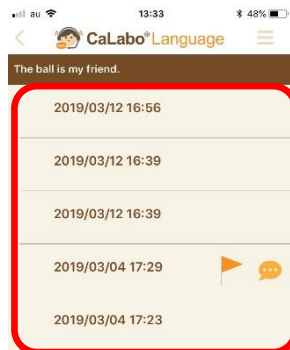 au 13:33 48%
CaLabo® Language
The ball is my friend.
2019/03/12 16:56
2019/03/12 16:39
2019/03/12 16:39
2019/03/04 17:29
2019/03/04 17:23